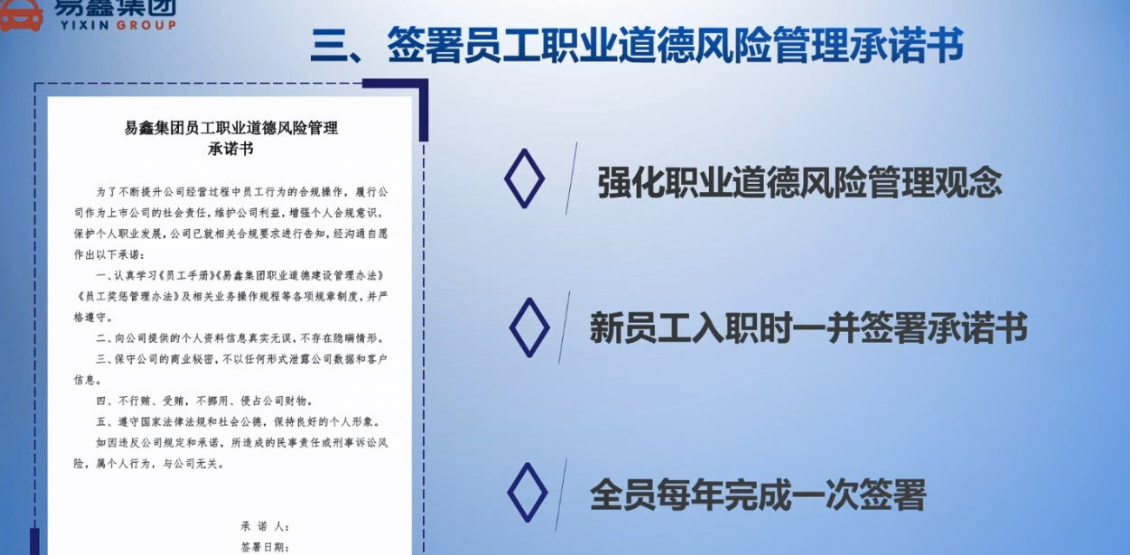 易鑫集团
YIXIN GROUP
三、签署员工职业道德风险管理承诺书
易鑫集团员工职业道德风险管理
承诺书
为了不断提升公司经营过程中员工行为的合规操作，履行公
司作为上市公司的社会责任，维护公司利益，增强个人合规意识，
保护个人职业发展，公司已就相关合规要求进行告知，经沟通自愿
作出以下承诺：
一、认真学习《员工手册》《易鑫集团职业道德建设管理办法》
《员工奖惩管理办法》及相关业务操作规程等各项规章制度，并严
格遵守。
二、向公司提供的个人资料信息真实无误，不存在隐瞒情形。
三、保守公司的商业秘密，不以任何形式泄露公司数据和客户
信息。
四、不行贿、受贿，不挪用、侵占公司财物。
五、遵守国家法律法规和社会公德，保持良好的个人形象。
如因违反公司规定和承诺，所造成的民事责任或刑事诉讼风
险，属个人行为，与公司无关。
承 诺 人：
签署日期：
强化职业道德风险管理观念
新员工入职时一并签署承诺书
全员每年完成一次签署